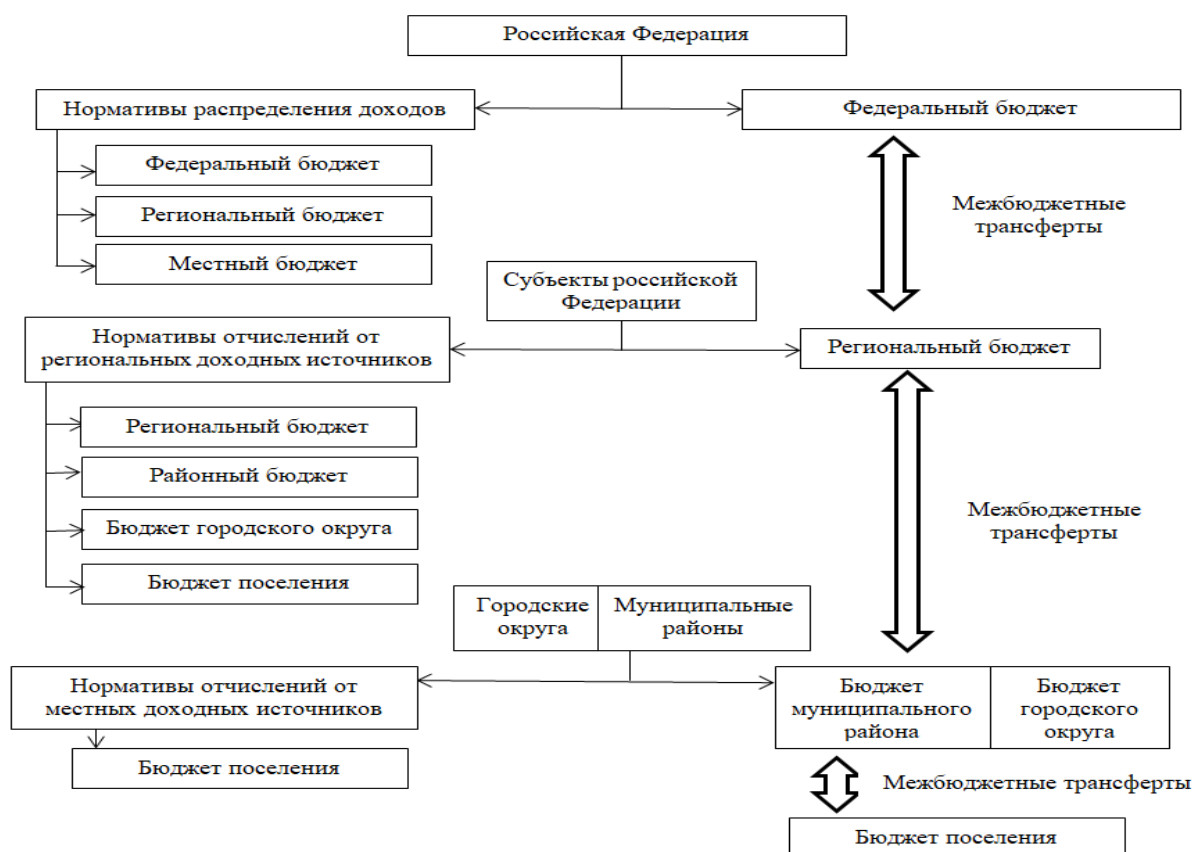 Российская Федерация
Нормативы распределения доходов
Федеральный бюджет
Федеральный бюджет
Региональный бюджет
Местный бюджет
Межбюджетные
трансферты
Субъекты российской
Федерации
Нормативы отчислений от
региональных доходных источников
Региональный бюджет
Региональный бюджет
Районный бюджет
Бюджет городского округа
Бюджет поселения
Межбюджетные
трансферты
Городские
округа
Муниципальные
районы
Нормативы отчислений от
местных доходных источников
Бюджет поселения
Бюджет
муниципального
района
Бюджет
городского
округа
Межбюджетные трансферты
Бюджет поселения